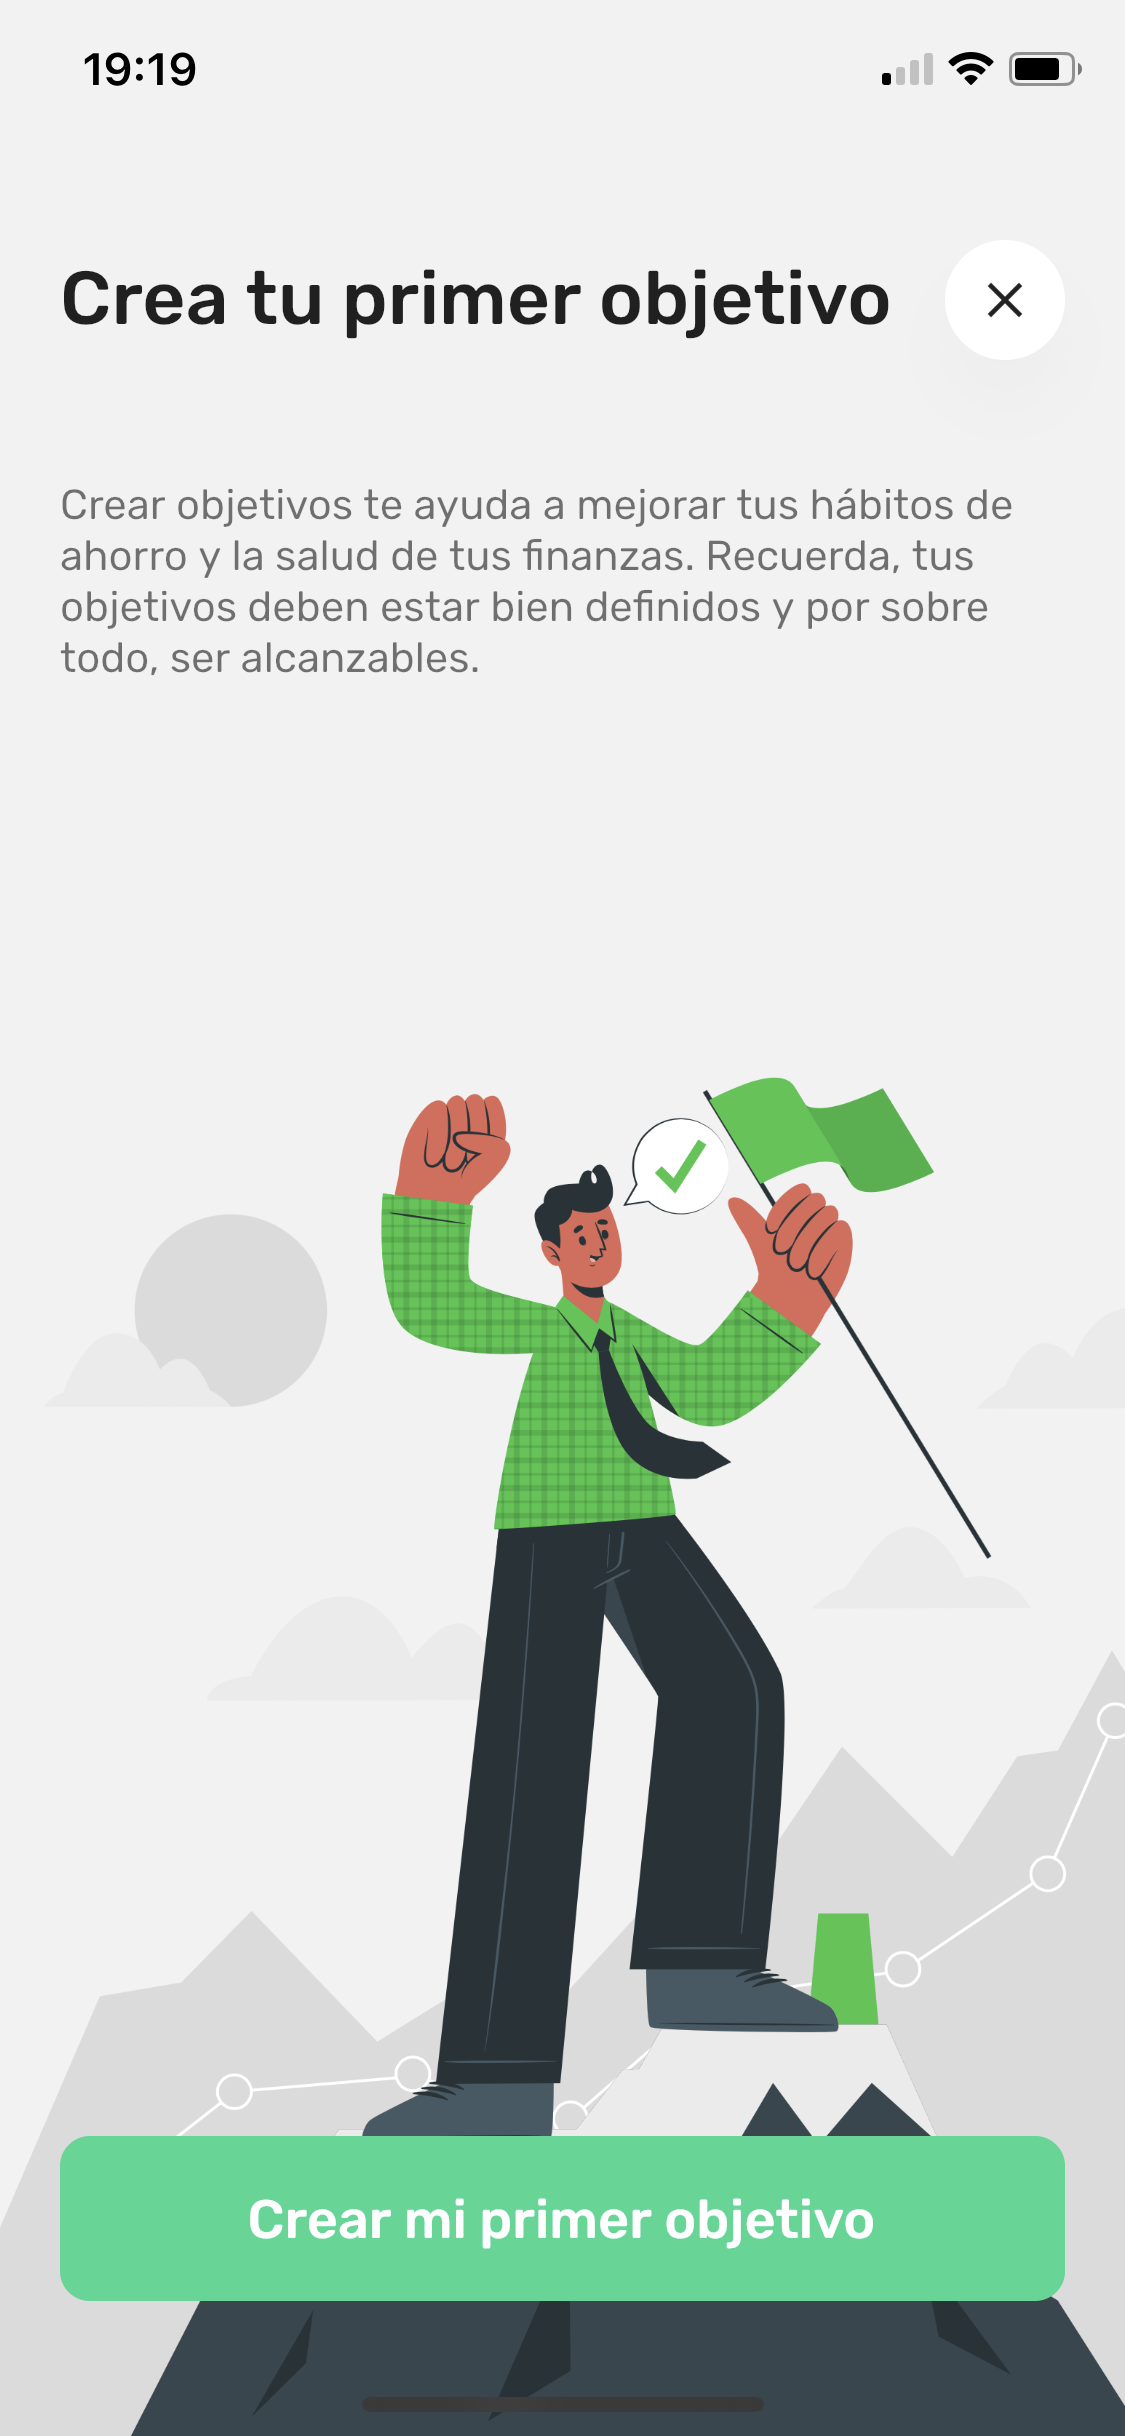 19:19
Crea tu primer objetivo
Crear objetivos te ayuda a mejorar tus hábitos de
ahorro y la salud de tus finanzas. Recuerda, tus
objetivos deben estar bien definidos y por sobre
todo, ser alcanzables.
Crear mi primer objetivo